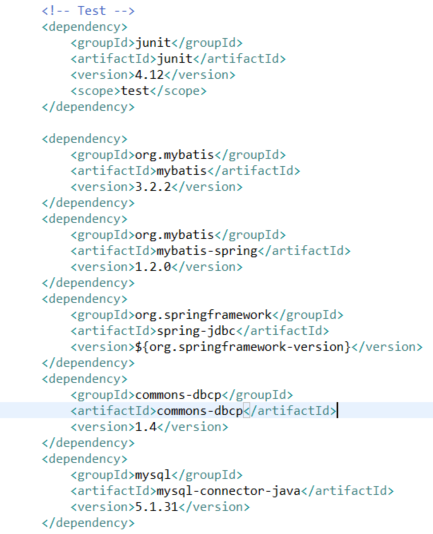 <!-- Test -->
<dependency>
<groupId>junit</groupId>
<artifactId>junit</artifactId>
<version>4.12</version>
<scope>test</scope>
</dependency>
<dependency>
<groupId>org.mybatis</groupId>
<artifactId>mybatis</artifactId>
<version>3.2.2</version>
</dependency>
<dependency>
<groupId>org.mybatis</groupId>
<artifactId>mybatis-spring</artifactId>
<version>1.2.0</version>
</dependency>
<dependency>
<groupId>org.springframework</groupId>
<artifactId>spring-jdbc</artifactId>
<version>${org.springframework-version}</version>
</dependency>
<dependency>
<groupId>commons-dbcp</groupId>
<artifactId>commons-dbcp</artifactId>
<version>1.4</version>
</dependency>
<dependency>
<groupId>mysql</groupId>
<artifactId>mysql-connector-java</artifactId>
<version>5.1.31</version>
</dependency>